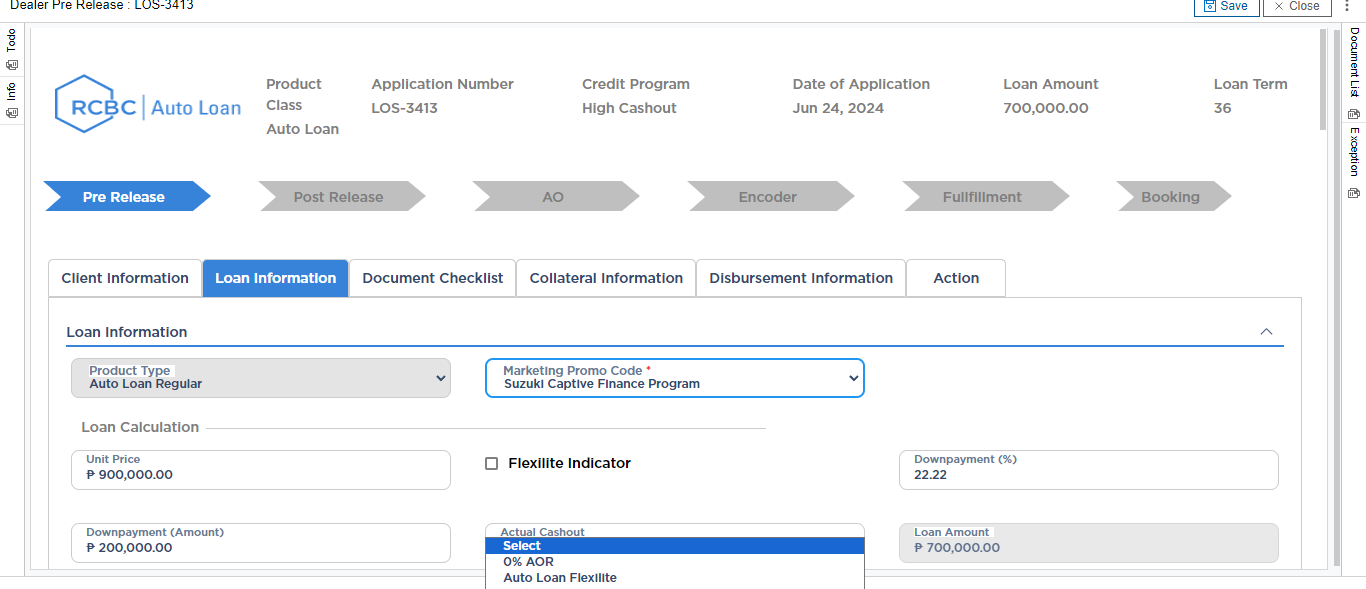 Dealer Pre Release : LOS-3413
Save
Close
Todo
Info
Document List
Exception
RCBC Auto Loan
Product Class
Auto Loan
Application Number
LOS-3413
Credit Program
High Cashout
Date of Application
Jun 24, 2024
Loan Amount
700,000.00
Loan Term
36
Pre Release
Post Release
AO
Encoder
Fullfillment
Booking
Client Information
Loan Information
Document Checklist
Collateral Information
Disbursement Information
Action
Loan Information
Product Type
Auto Loan Regular
Marketing Promo Code *
Suzuki Captive Finance Program
Loan Calculation
Unit Price
₱ 900,000.00
Flexilite Indicator
Downpayment (%)
22.22
Downpayment (Amount)
₱ 200,000.00
Actual Cashout
Select
0% AOR
Auto Loan Flexilite
Loan Amount
₱ 700,000.00